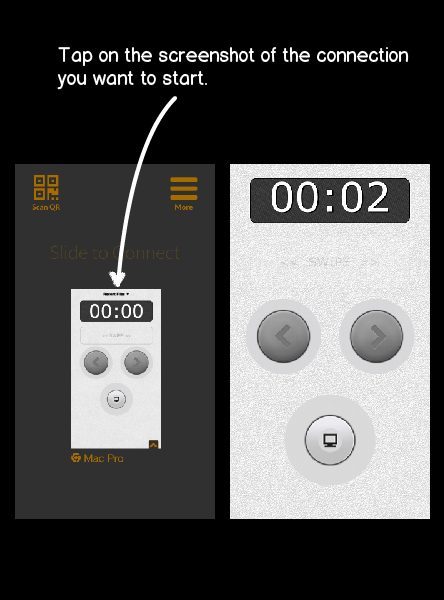 Tap on the screenshot of the connection
you want to start.
Scan QR
More
Slide to Connect
00:00
Mac Pro
00:02
<< SWIPE >>